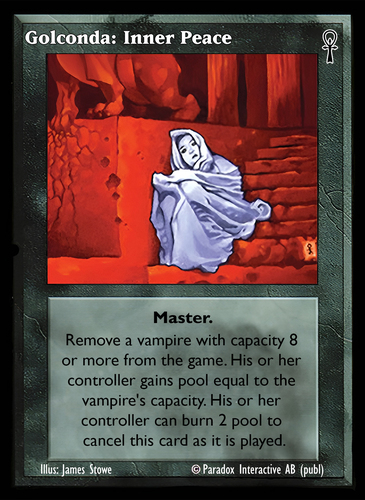 Golconda: Inner Peace
Master.
Remove a vampire with capacity 8
or more from the game. His or her
controller gains pool equal to the
vampire's capacity. His or her
controller can burn 2 pool to
cancel this card as it is played.
Illus: James Stowe © Paradox Interactive AB (publ)